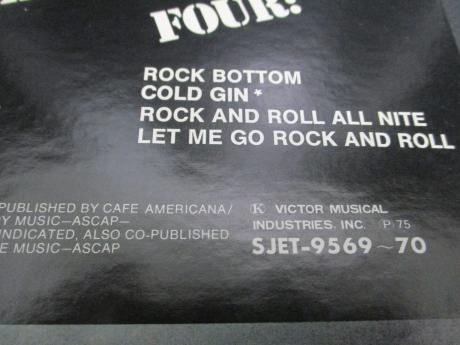 FOUR!
ROCK BOTTOM
COLD GIN*
ROCK AND ROLL ALL NITE
LET ME GO ROCK AND ROLL
PUBLISHED BY CAFE AMERICANA/
MUSIC—ASCAP—
INDICATED, ALSO CO-PUBLISHED
MUSIC—ASCAP
Ⓚ VICTOR MUSICAL
INDUSTRIES, INC. Ⓟ75
SJET-9569~70